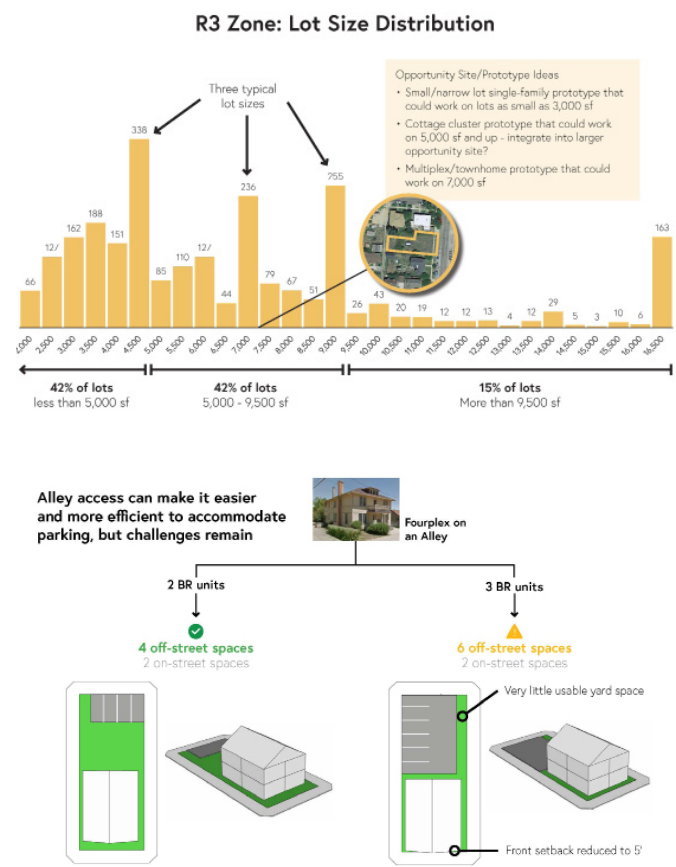 R3 Zone: Lot Size Distribution
Three typical
lot sizes
Opportunity Site/Prototype Ideas
• Small/narrow lot single-family prototype that
could work on lots as small as 3,000 sf
• Cottage cluster prototype that could work
on 5,000 sf and up - integrate into larger
opportunity site?
• Multiplex/townhome prototype that could
work on 7,000 sf
66 127 162 188 151 338 85 110 127 44 236 79 67 51 255 26 43 20 19 12 12 13 4 12 29 5 3 10 6 163
2,000 2,500 3,000 3,500 4,000 4,500 5,000 5,500 6,000 6,500 7,000 7,500 8,000 8,500 9,000 9,500 10,000 10,500 11,000 11,500 12,000 12,500 13,000 13,500 14,000 14,500 15,000 15,500 16,000 16,500
42% of lots
less than 5,000 sf
42% of lots
5,000 - 9,500 sf
15% of lots
More than 9,500 sf
Alley access can make it easier
and more efficient to accommodate
parking, but challenges remain
Fourplex on
an Alley
2 BR units
4 off-street spaces
2 on-street spaces
3 BR units
6 off-street spaces
2 on-street spaces
Very little usable yard space
Front setback reduced to 5'